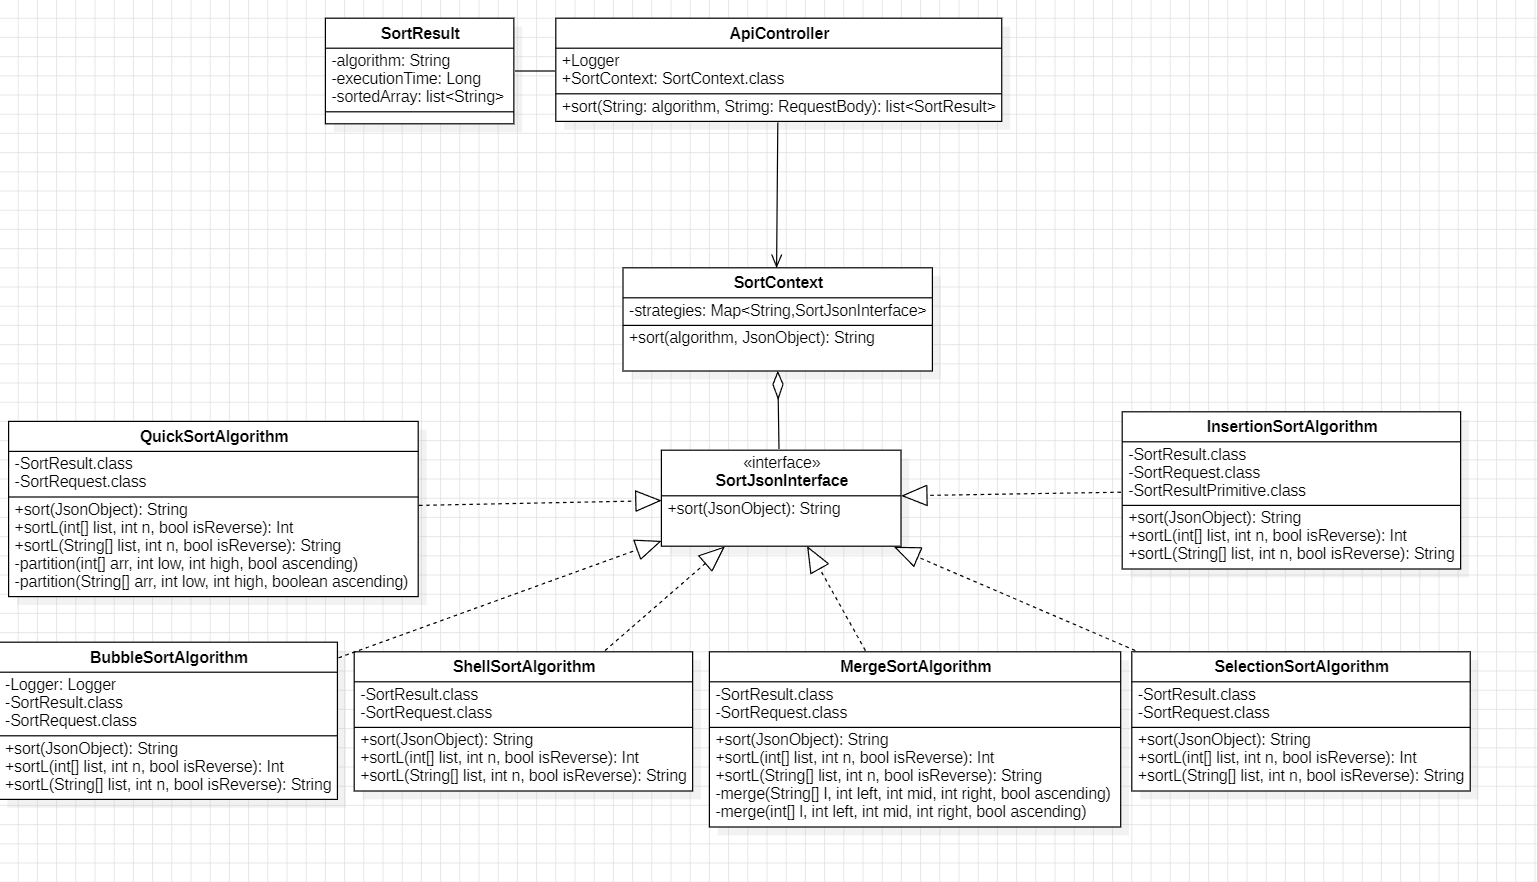 SortResult
-algorithm: String
-executionTime: Long
-sortedArray: list<String>
ApiController
+Logger
+SortContext: SortContext.class
+sort(String: algorithm, Strimg: RequestBody): list<SortResult>
SortContext
-strategies: Map<String,SortJsonInterface>
+sort(algorithm, JsonObject): String
QuickSortAlgorithm
-SortResult.class
-SortRequest.class
+sort(JsonObject): String
+sortL(int[] list, int n, bool isReverse): Int
+sortL(String[] list, int n, bool isReverse): String
-partition(int[] arr, int low, int high, bool ascending)
-partition(String[] arr, int low, int high, boolean ascending)
«interface»
SortJsonInterface
+sort(JsonObject): String
InsertionSortAlgorithm
-SortResult.class
-SortRequest.class
-SortResultPrimitive.class
+sort(JsonObject): String
+sortL(int[] list, int n, bool isReverse): Int
+sortL(String[] list, int n, bool isReverse): String
BubbleSortAlgorithm
-Logger: Logger
-SortResult.class
-SortRequest.class
+sort(JsonObject): String
+sortL(int[] list, int n, bool isReverse): Int
+sortL(String[] list, int n, bool isReverse): String
ShellSortAlgorithm
-SortResult.class
-SortRequest.class
+sort(JsonObject): String
+sortL(int[] list, int n, bool isReverse): Int
+sortL(String[] list, int n, bool isReverse): String
MergeSortAlgorithm
-SortResult.class
-SortRequest.class
+sort(JsonObject): String
+sortL(int[] list, int n, bool isReverse): Int
+sortL(String[] list, int n, bool isReverse): String
-merge(String[] l, int left, int mid, int right, bool ascending)
-merge(int[] l, int left, int mid, int right, bool ascending)
SelectionSortAlgorithm
-SortResult.class
-SortRequest.class
+sort(JsonObject): String
+sortL(int[] list, int n, bool isReverse): Int
+sortL(String[] list, int n, bool isReverse): String